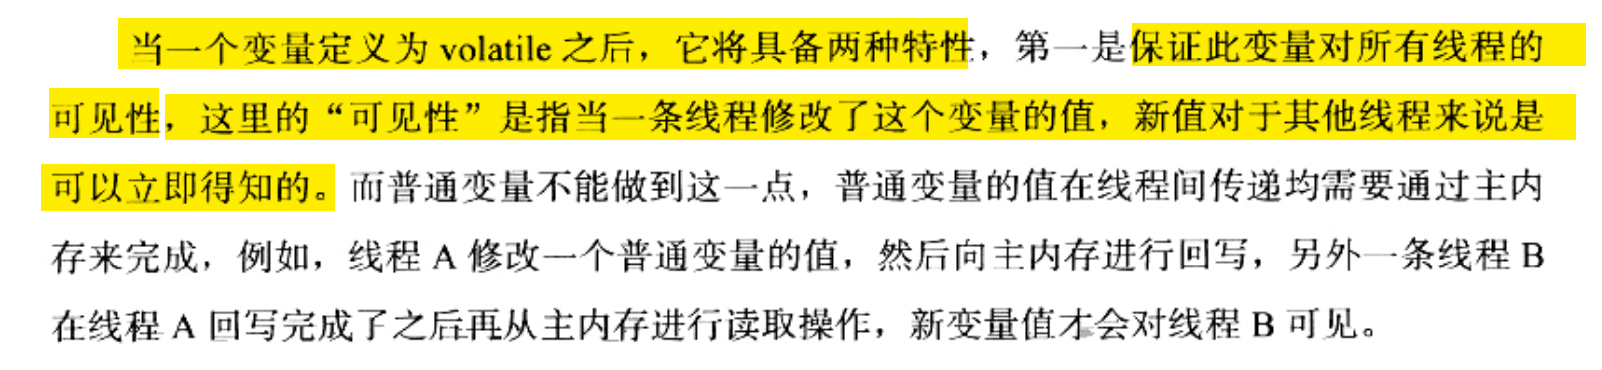 当一个变量定义为 volatile 之后，它将具备两种特性，第一是保证此变量对所有线程的
可见性，这里的“可见性”是指当一条线程修改了这个变量的值，新值对于其他线程来说是
可以立即得知的。而普通变量不能做到这一点，普通变量的值在线程间传递均需要通过主内
存来完成，例如，线程 A 修改一个普通变量的值，然后向主内存进行回写，另外一条线程 B
在线程 A 回写完成了之后再从主内存进行读取操作，新变量值才会对线程 B 可见。